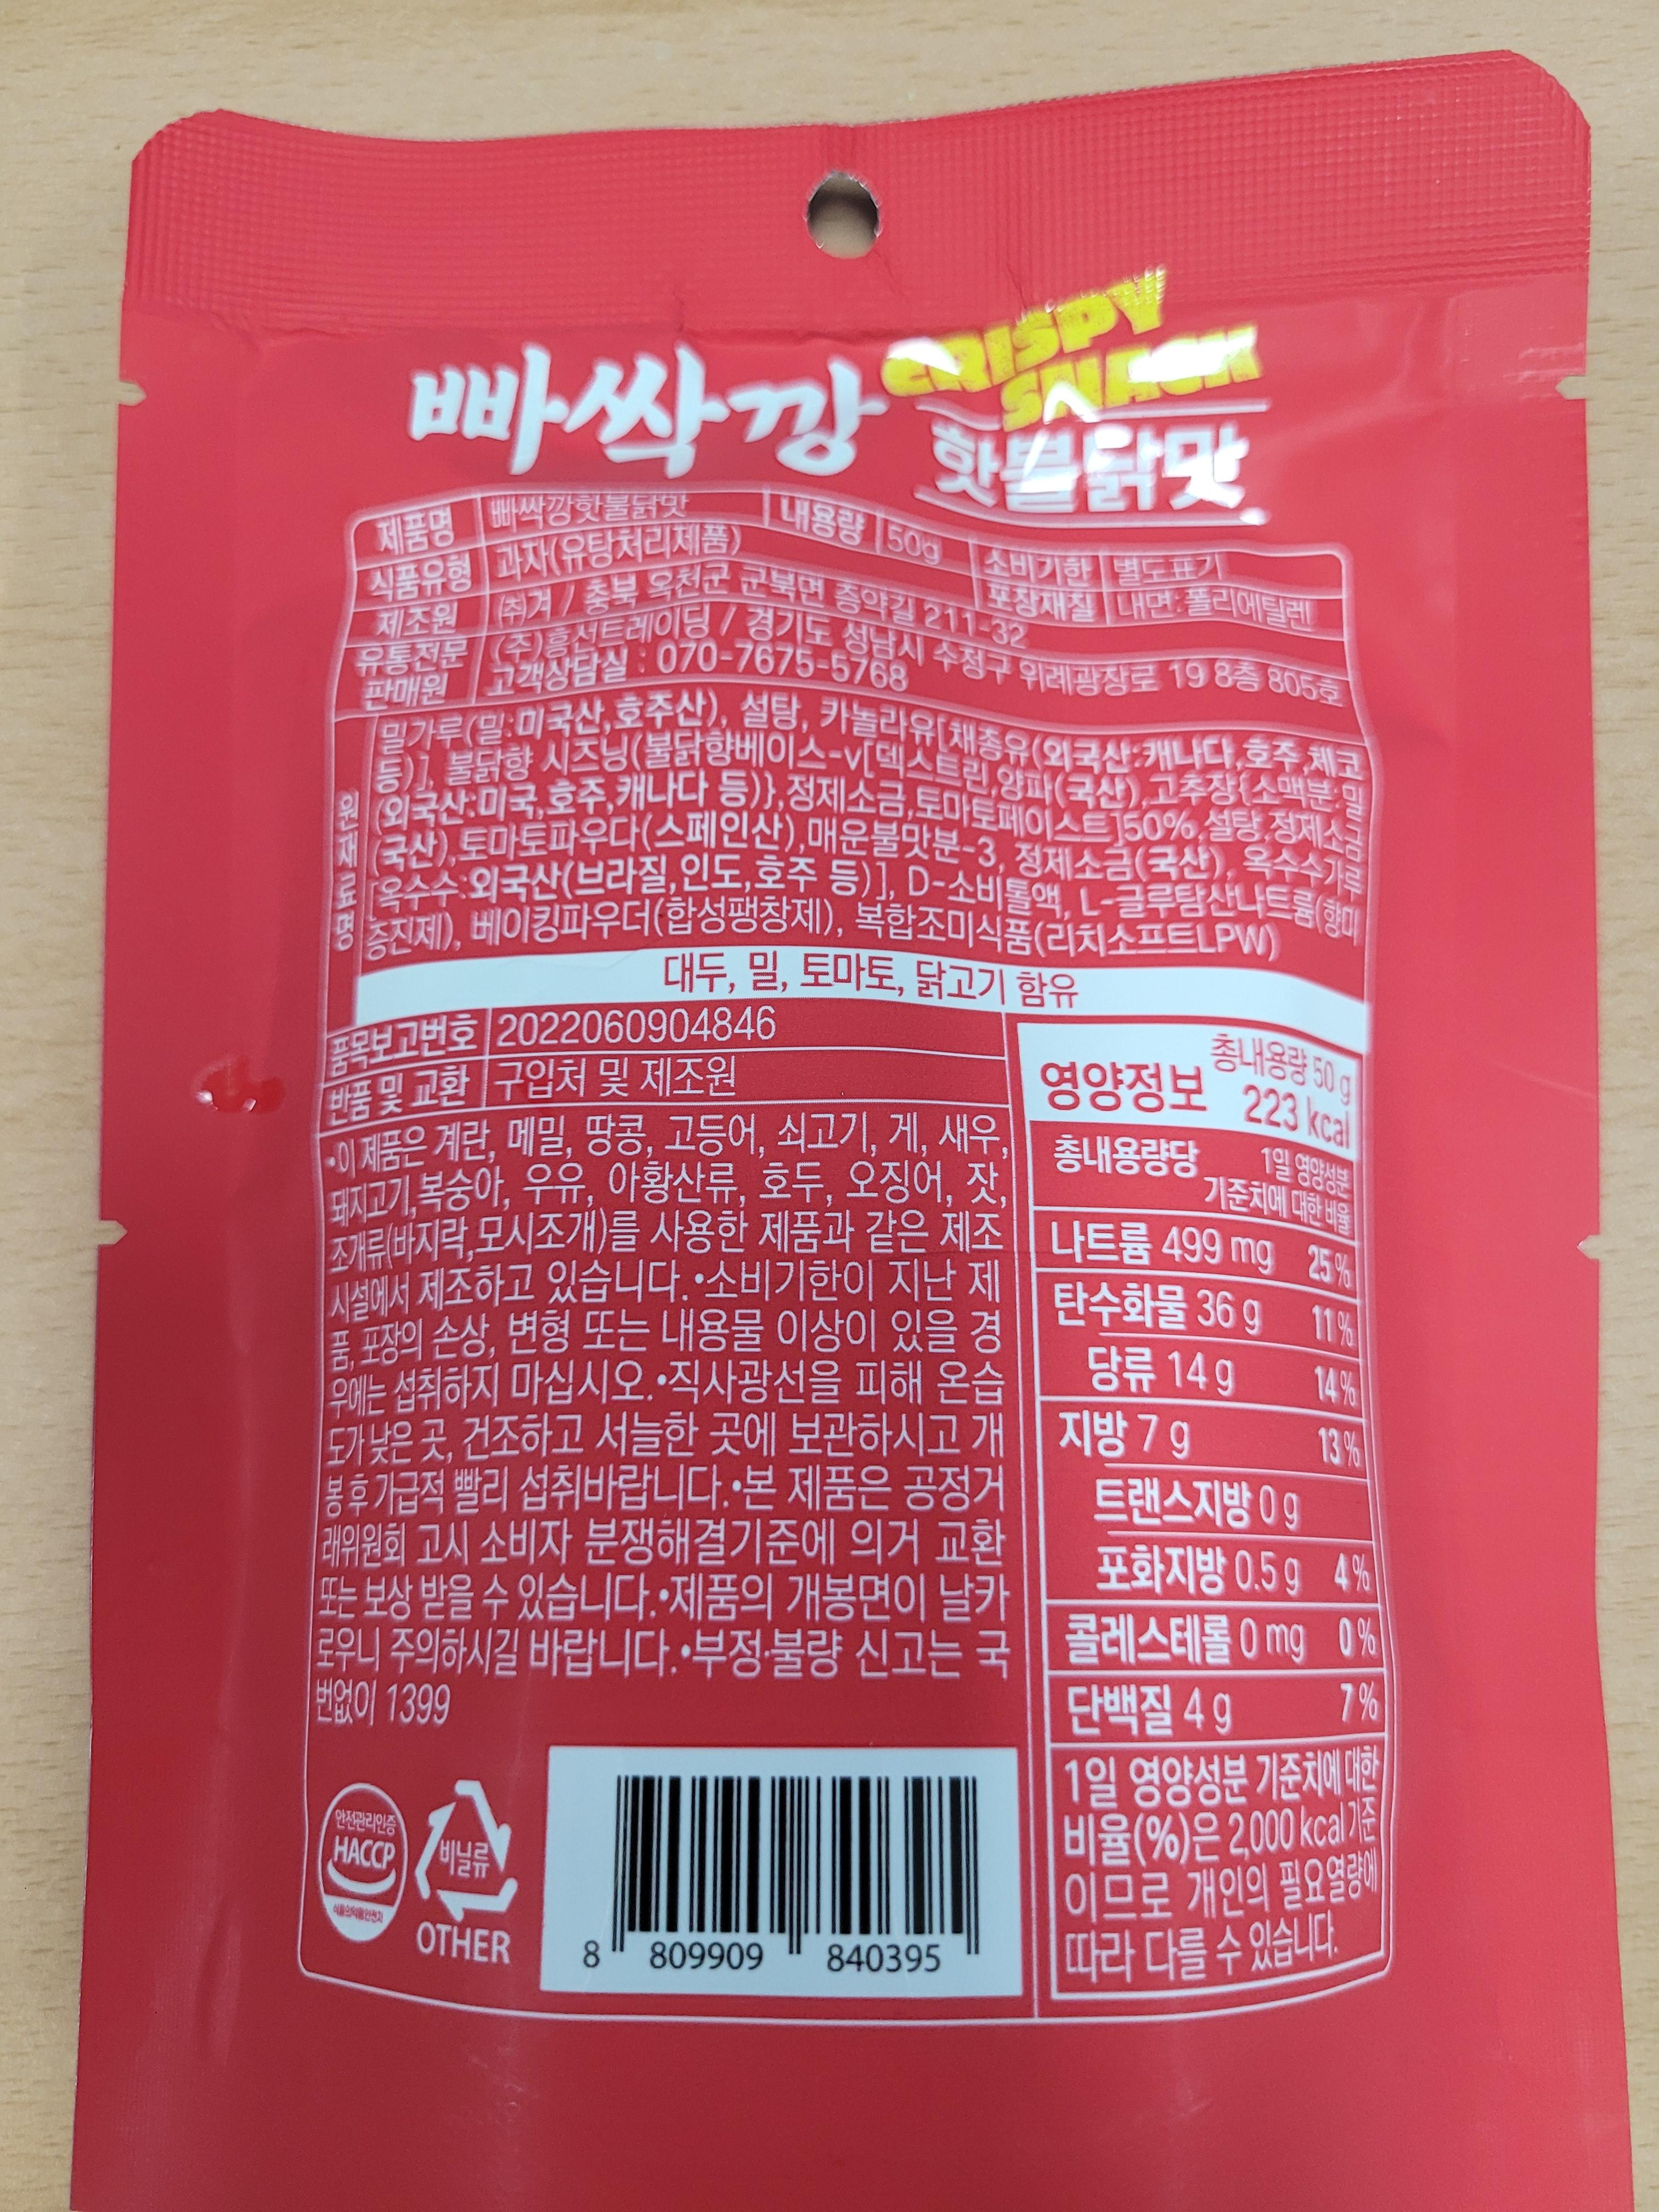 빠싹깡
CRISPY
SNACK
핫불닭맛
제품명 빠싹깡핫불닭맛 내용량 50g 소비기한 별도표기
식품유형 과자(유탕처리제품) 포장재질 내면:폴리에틸렌
제조원 ㈜겨 / 충북 옥천군 군북면 증약길 211-32
유통전문 (주)흥선트레이딩 / 경기도 성남시 수정구 위례광장로 19 8층 805호
판매원 고객상담실 : 070-7675-5768
원재료명
밀가루(밀:미국산,호주산), 설탕, 카놀라유[채종유(외국산:캐나다,호주,체코
등)], 불닭향 시즈닝(불닭향베이스-v[덱스트린,양파(국산),고추장{소맥분:밀
(외국산:미국,호주,캐나다 등)},정제소금,토마토페이스트]50%,설탕,정제소금
(국산),토마토파우다(스페인산),매운불맛분-3, 정제소금(국산), 옥수수가루
[옥수수:외국산(브라질,인도,호주 등)], D-소비톨액, L-글루탐산나트륨(향미
증진제), 베이킹파우더(합성팽창제), 복합조미식품(리치소프트LPW)
대두, 밀, 토마토, 닭고기 함유
품목보고번호 2022060904846
반품 및 교환 구입처 및 제조원
•이 제품은 계란, 메밀, 땅콩, 고등어, 쇠고기, 게, 새우,
돼지고기,복숭아, 우유, 아황산류, 호두, 오징어, 잣,
조개류(바지락,모시조개)를 사용한 제품과 같은 제조
시설에서 제조하고 있습니다.•소비기한이 지난 제
품, 포장의 손상, 변형 또는 내용물 이상이 있을 경
우에는 섭취하지 마십시오.•직사광선을 피해 온습
도가 낮은 곳, 건조하고 서늘한 곳에 보관하시고 개
봉 후 가급적 빨리 섭취바랍니다.•본 제품은 공정거
래위원회 고시 소비자 분쟁해결기준에 의거 교환
또는 보상 받을 수 있습니다.•제품의 개봉면이 날카
로우니 주의하시길 바랍니다.•부정·불량 신고는 국
번없이 1399
영양정보 총내용량 50 g
223 kcal
총내용량당 1일 영양성분
기준치에 대한 비율
나트륨 499 mg 25 %
탄수화물 36 g 11 %
당류 14 g 14 %
지방 7 g 13 %
트랜스지방 0 g
포화지방 0.5 g 4 %
콜레스테롤 0 mg 0 %
단백질 4 g 7 %
1일 영양성분 기준치에 대한
비율(%)은 2,000 kcal 기준
이므로 개인의 필요열량에
따라 다를 수 있습니다.
안전관리인증
HACCP
식품의약품안전처
비닐류
OTHER
8 809909 840395